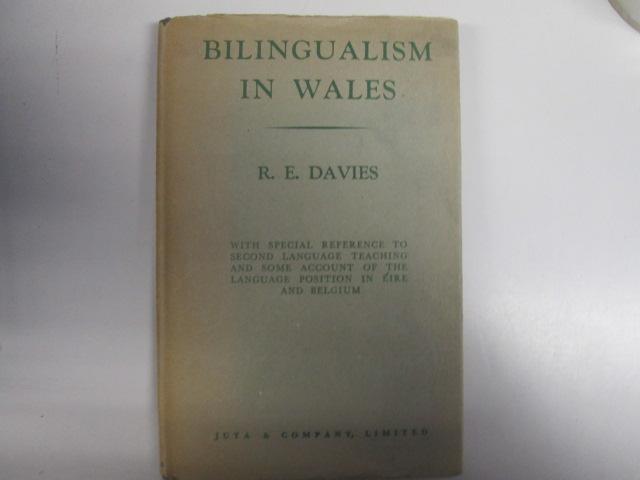 BILINGUALISM
IN WALES
R. E. DAVIES
WITH SPECIAL REFERENCE TO
SECOND LANGUAGE TEACHING
AND SOME ACCOUNT OF THE
LANGUAGE POSITION IN EIRE
AND BELGIUM
JUTA & COMPANY, LIMITED